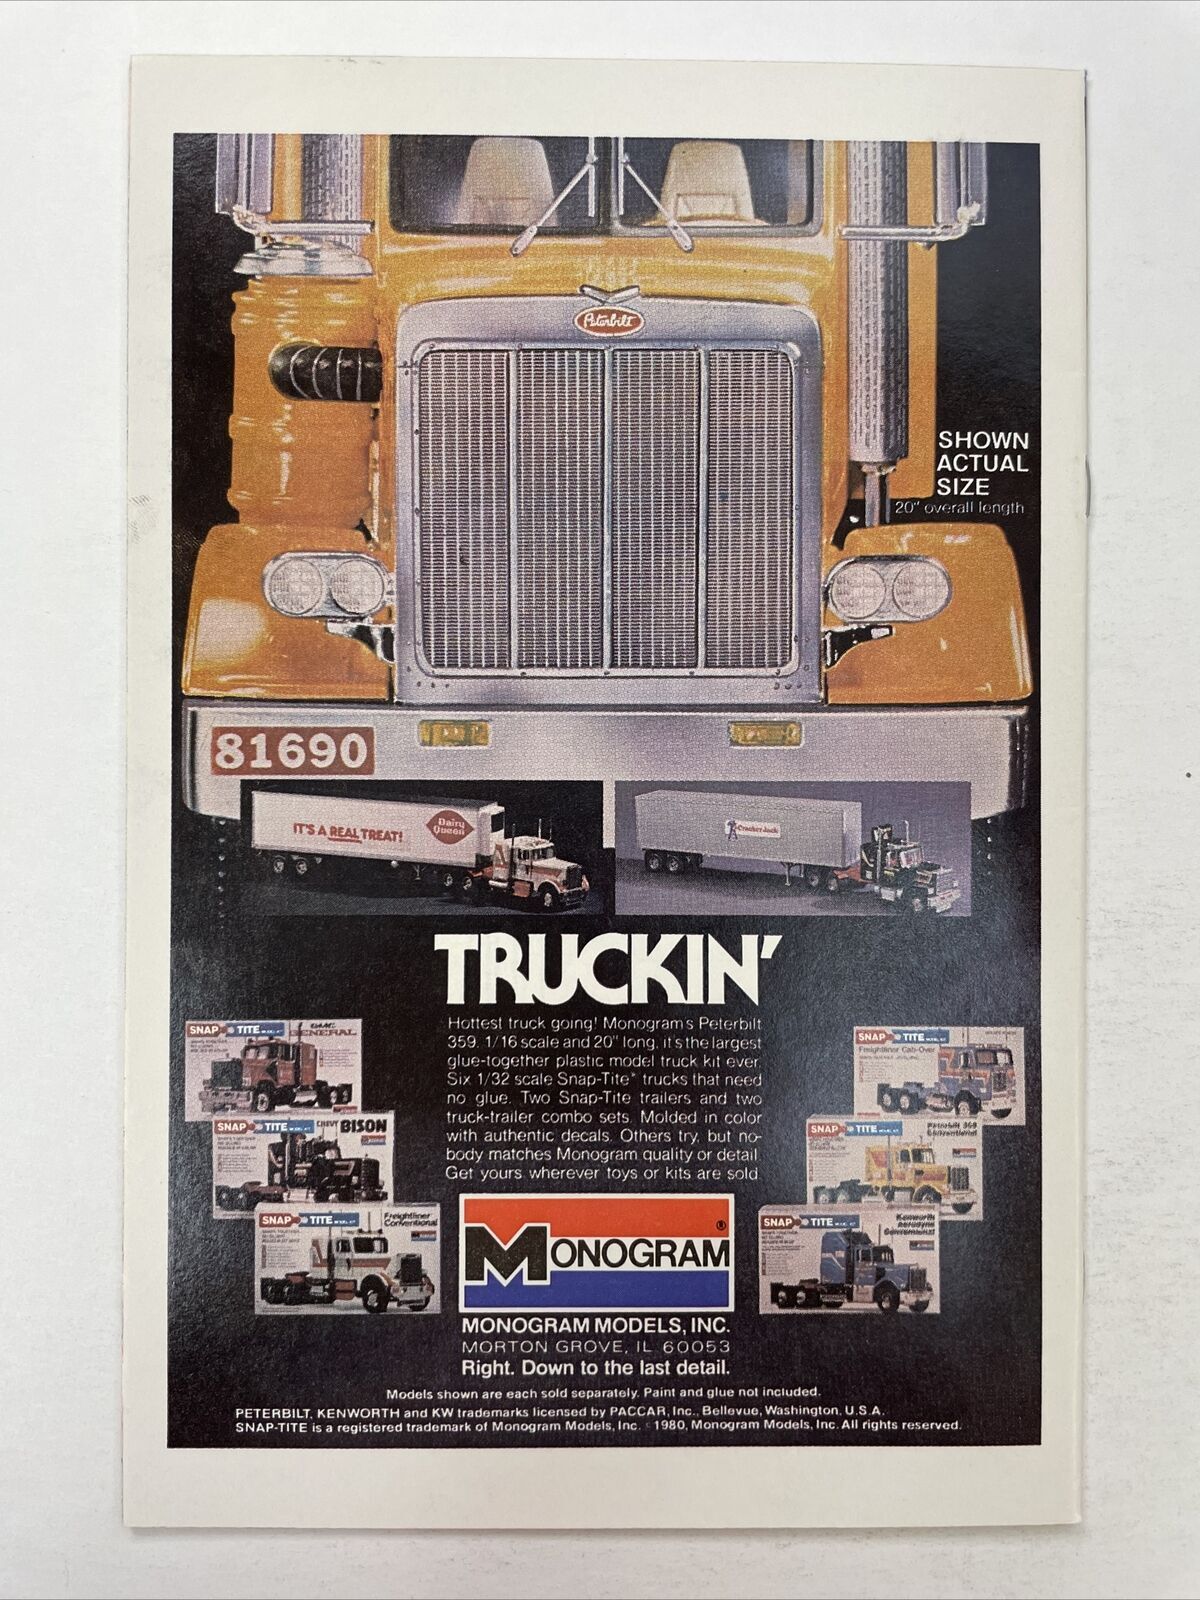 Peterbilt
SHOWN
ACTUAL
SIZE
20" overall length
81690
IT'S A REAL TREAT!
Dairy
Queen
Cracker Jack
TRUCKIN'
Hottest truck going! Monogram's Peterbilt
359. 1/16 scale and 20" long, it's the largest
glue-together plastic model truck kit ever.
Six 1/32 scale Snap-Tite® trucks that need
no glue. Two Snap-Tite trailers and two
truck-trailer combo sets. Molded in color
with authentic decals. Others try, but no-
body matches Monogram quality or detail.
Get yours wherever toys or kits are sold.
SNAP TITE
GENERAL
SNAP TITE
CHEVY BISON
SNAP TITE
Freightliner
Conventional
SNAP TITE
Freightliner Cab-Over
SNAP TITE
Peterbilt 359
Conventional
SNAP TITE
Kenworth
Aerodyne
Conventional
MONOGRAM ®
MONOGRAM MODELS, INC.
MORTON GROVE, IL 60053
Right. Down to the last detail.
Models shown are each sold separately. Paint and glue not included.
PETERBILT, KENWORTH and KW trademarks licensed by PACCAR, Inc., Bellevue, Washington, U.S.A.
SNAP-TITE is a registered trademark of Monogram Models, Inc. ©1980, Monogram Models, Inc. All rights reserved.